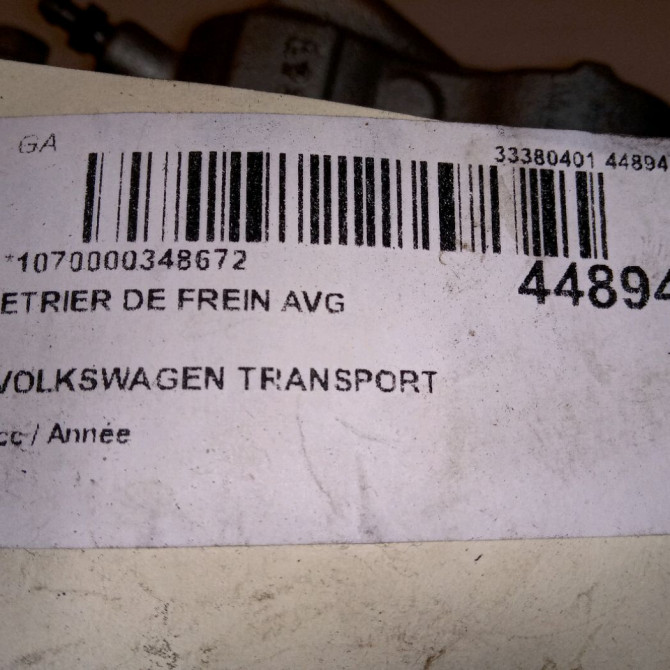 GA
33380401 44894
*1070000348672
44894
ETRIER DE FREIN AVG
VOLKSWAGEN TRANSPORT
cc / Année